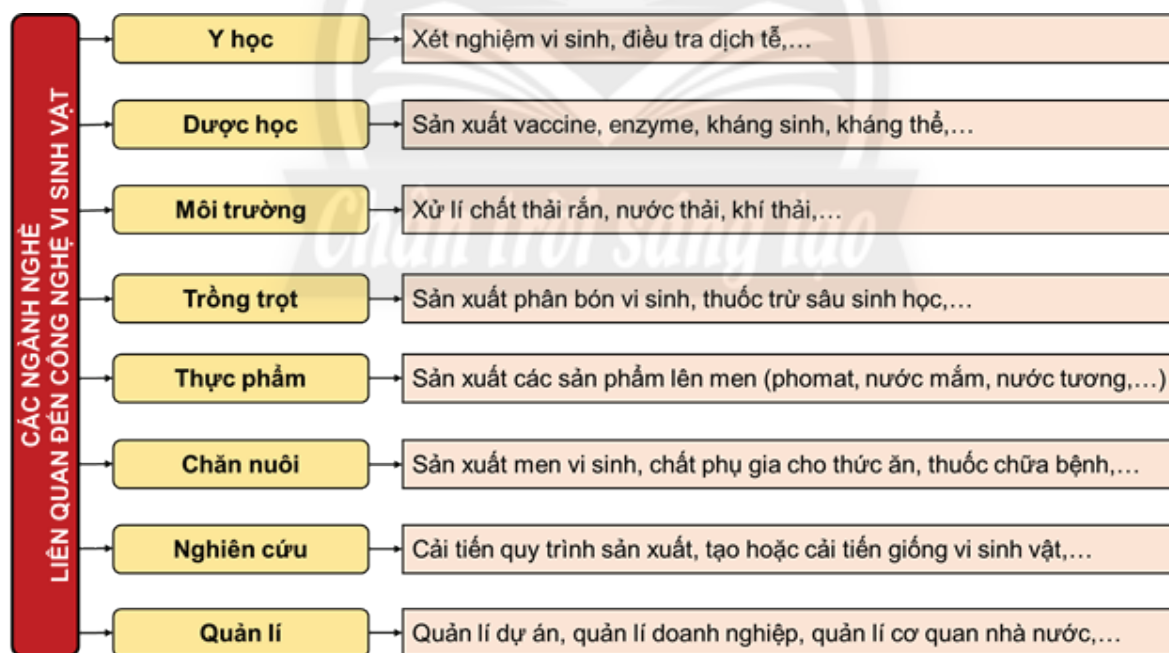 CÁC NGÀNH NGHỀ
LIÊN QUAN ĐẾN CÔNG NGHỆ VI SINH VẬT
Y học
Xét nghiệm vi sinh, điều tra dịch tễ,…
Dược học
Sản xuất vaccine, enzyme, kháng sinh, kháng thể,…
Môi trường
Xử lí chất thải rắn, nước thải, khí thải,…
Chân trời sáng tạo
Trồng trọt
Sản xuất phân bón vi sinh, thuốc trừ sâu sinh học,…
Thực phẩm
Sản xuất các sản phẩm lên men (phomat, nước mắm, nước tương,…)
Chăn nuôi
Sản xuất men vi sinh, chất phụ gia cho thức ăn, thuốc chữa bệnh,…
Nghiên cứu
Cải tiến quy trình sản xuất, tạo hoặc cải tiến giống vi sinh vật,…
Quản lí
Quản lí dự án, quản lí doanh nghiệp, quản lí cơ quan nhà nước,…